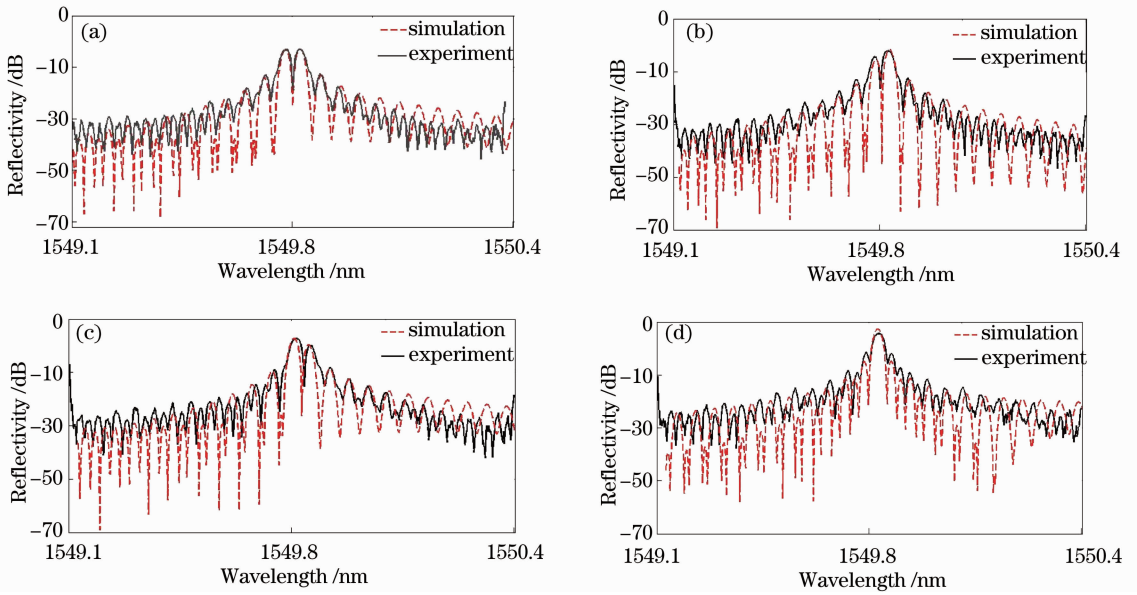 0
(a)
simulation
experiment
−10
−30
−50
−70
Reflectivity /dB
1549.1
1549.8
1550.4
Wavelength /nm
0
(b)
simulation
experiment
−10
−30
−50
−70
Reflectivity /dB
1549.1
1549.8
1550.4
Wavelength /nm
0
(c)
simulation
experiment
−10
−30
−50
−70
Reflectivity /dB
1549.1
1549.8
1550.4
Wavelength /nm
0
(d)
simulation
experiment
−10
−30
−50
−70
Reflectivity /dB
1549.1
1549.8
1550.4
Wavelength /nm